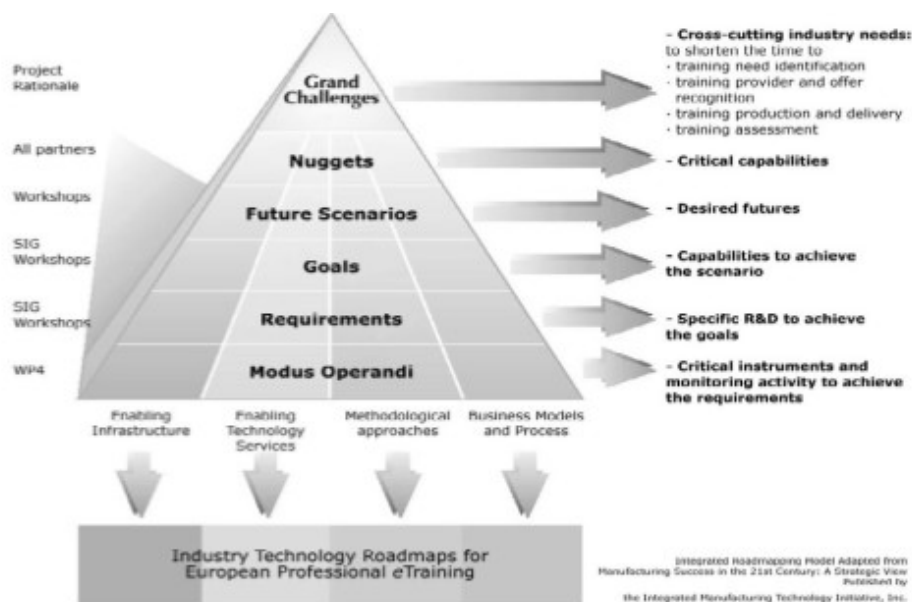 Project
Rationale
Grand
Challenges
- Cross-cutting industry needs:
to shorten the time to
· training need identification
· training provider and offer
recognition
· training production and delivery
· training assessment
All partners
Nuggets
- Critical capabilities
Workshops
Future Scenarios
- Desired futures
SIG
Workshops
Goals
- Capabilities to achieve
the scenario
SIG
Workshops
Requirements
- Specific R&D to achieve
the goals
WP4
Modus Operandi
- Critical instruments and
monitoring activity to achieve
the requirements
Enabling
Infrastructure
Enabling
Technology
Services
Methodological
approaches
Business Models
and Process
Industry Technology Roadmaps for
European Professional eTraining
Integrated Roadmapping Model Adapted from
Manufacturing Success in the 21st Century: A Strategic View
Published by
the Integrated Manufacturing Technology Initiative, Inc.